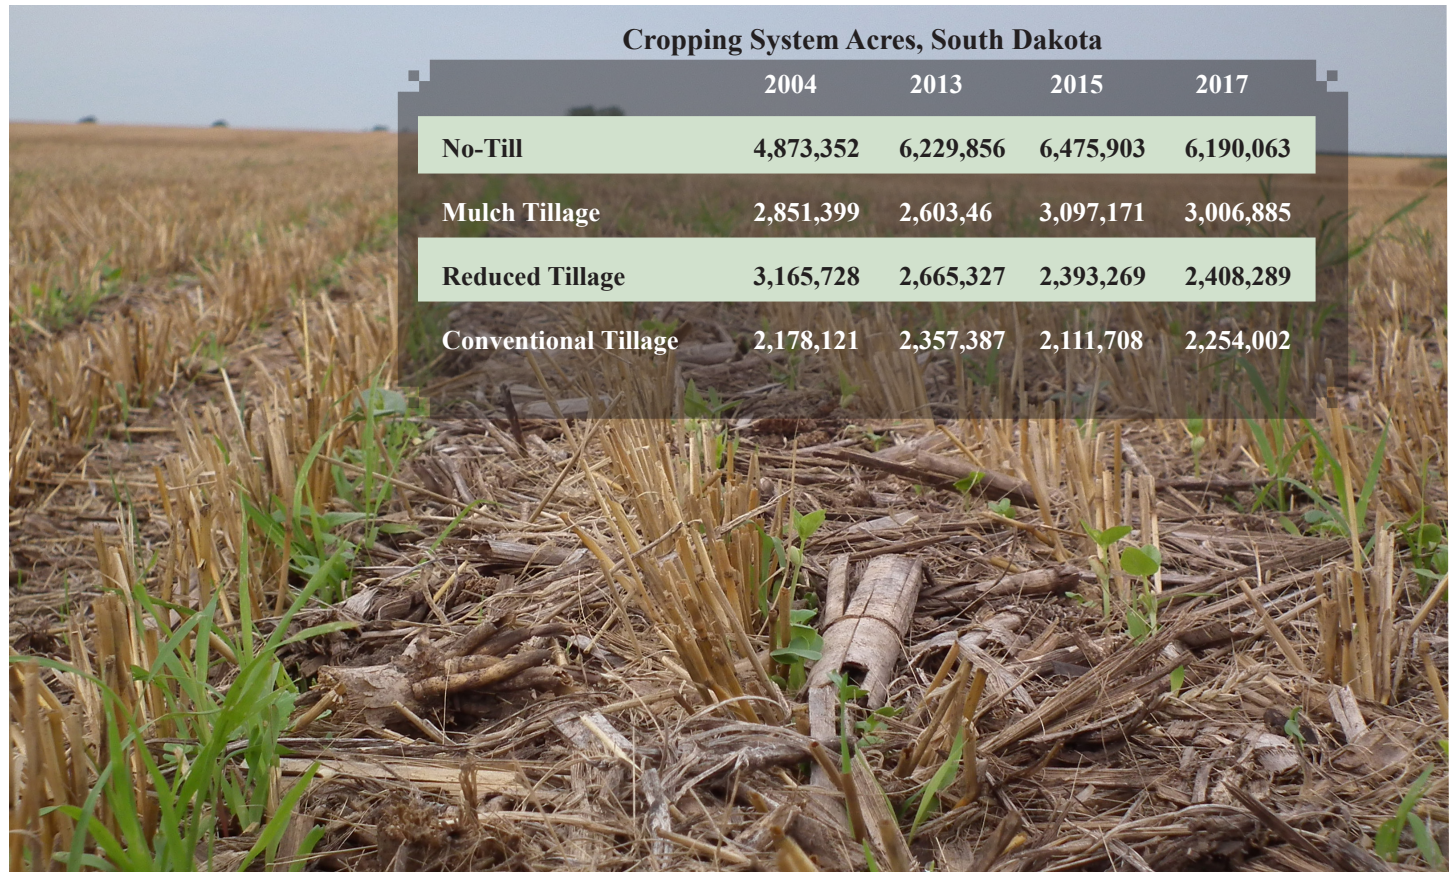 Cropping System Acres, South Dakota
2004 2013 2015 2017
No-Till 4,873,352 6,229,856 6,475,903 6,190,063
Mulch Tillage 2,851,399 2,603,46 3,097,171 3,006,885
Reduced Tillage 3,165,728 2,665,327 2,393,269 2,408,289
Conventional Tillage 2,178,121 2,357,387 2,111,708 2,254,002